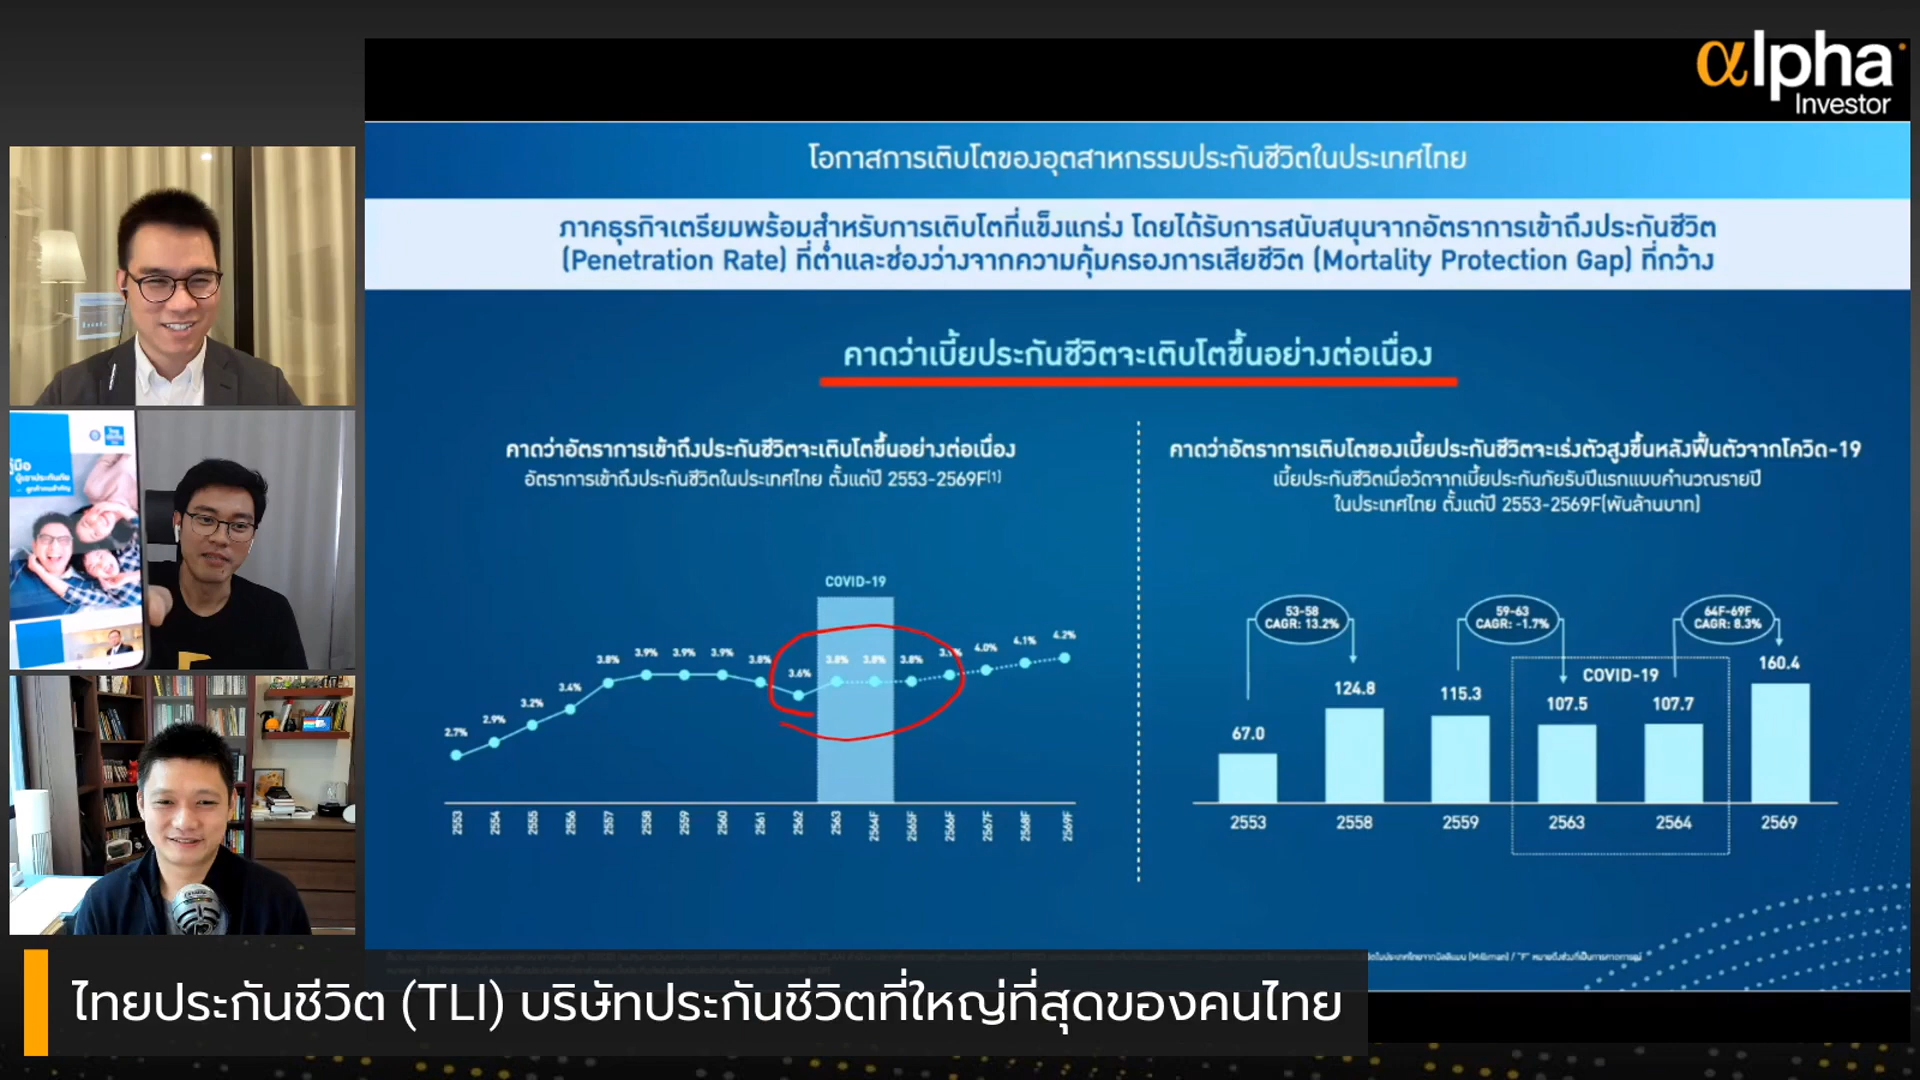 αlpha
Investor
โอกาสการเติบโตของอุตสาหกรรมประกันชีวิตในประเทศไทย
ภาคธุรกิจเตรียมพร้อมสำหรับการเติบโตที่แข็งแกร่ง โดยได้รับการสนับสนุนจากอัตราการเข้าถึงประกันชีวิต
(Penetration Rate) ที่ต่ำและช่องว่างจากความคุ้มครองการเสียชีวิต (Mortality Protection Gap) ที่กว้าง
คาดว่าเบี้ยประกันชีวิตจะเติบโตขึ้นอย่างต่อเนื่อง
คาดว่าอัตราการเข้าถึงประกันชีวิตจะเติบโตขึ้นอย่างต่อเนื่อง
อัตราการเข้าถึงประกันชีวิตในประเทศไทย ตั้งแต่ปี 2553-2569F(1)
COVID-19
2.7% 2.9% 3.2% 3.4% 3.8% 3.9% 3.9% 3.9% 3.8% 3.6% 3.8% 3.8% 3.8% 4.0% 4.1% 4.2%
2553 2554 2555 2556 2557 2558 2559 2560 2561 2562 2563 2564F 2565F 2566F 2567F 2568F 2569F
คาดว่าอัตราการเติบโตของเบี้ยประกันชีวิตจะเร่งตัวสูงขึ้นหลังฟื้นตัวจากโควิด-19
เบี้ยประกันชีวิตเมื่อวัดจากเบี้ยประกันภัยรับปีแรกแบบคำนวณรายปี
ในประเทศไทย ตั้งแต่ปี 2553-2569F(พันล้านบาท)
53-58
CAGR: 13.2%
59-63
CAGR: -1.7%
64F-69F
CAGR: 8.3%
COVID-19
67.0 124.8 115.3 107.5 107.7 160.4
2553 2558 2559 2563 2564 2569
ไทยประกันชีวิต (TLI) บริษัทประกันชีวิตที่ใหญ่ที่สุดของคนไทย